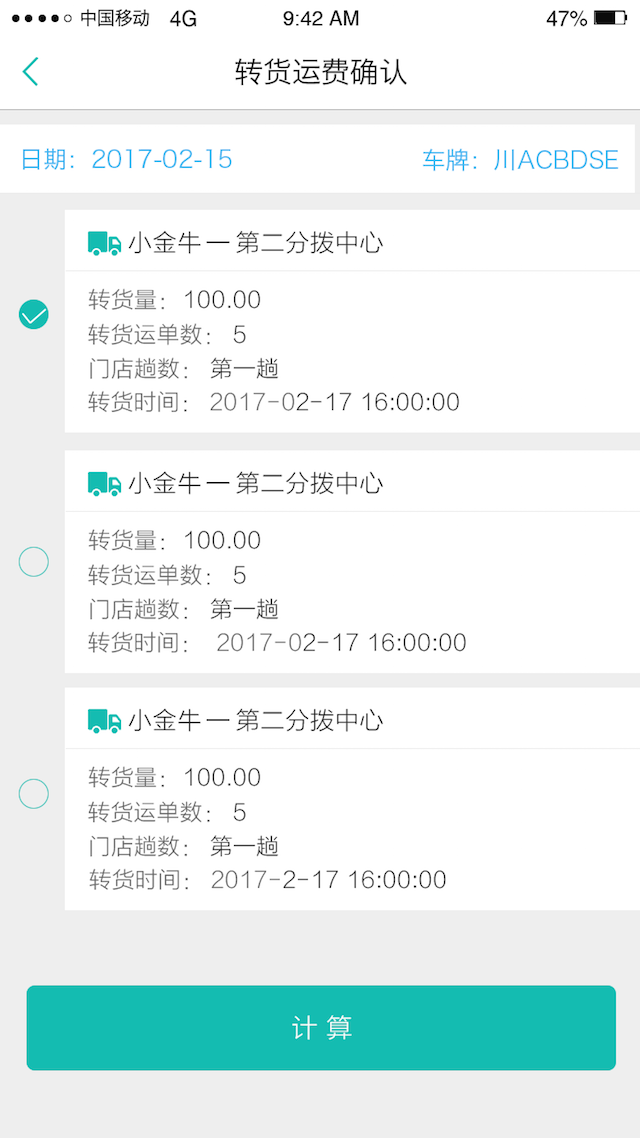 中国移动 4G 9:42 AM 47%
转货运费确认
日期：2017-02-15 车牌：川ACBDSE
小金牛 — 第二分拨中心
转货量：100.00
转货运单数：5
门店趟数：第一趟
转货时间：2017-02-17 16:00:00
小金牛 — 第二分拨中心
转货量：100.00
转货运单数：5
门店趟数：第一趟
转货时间：2017-02-17 16:00:00
小金牛 — 第二分拨中心
转货量：100.00
转货运单数：5
门店趟数：第一趟
转货时间：2017-2-17 16:00:00
计 算